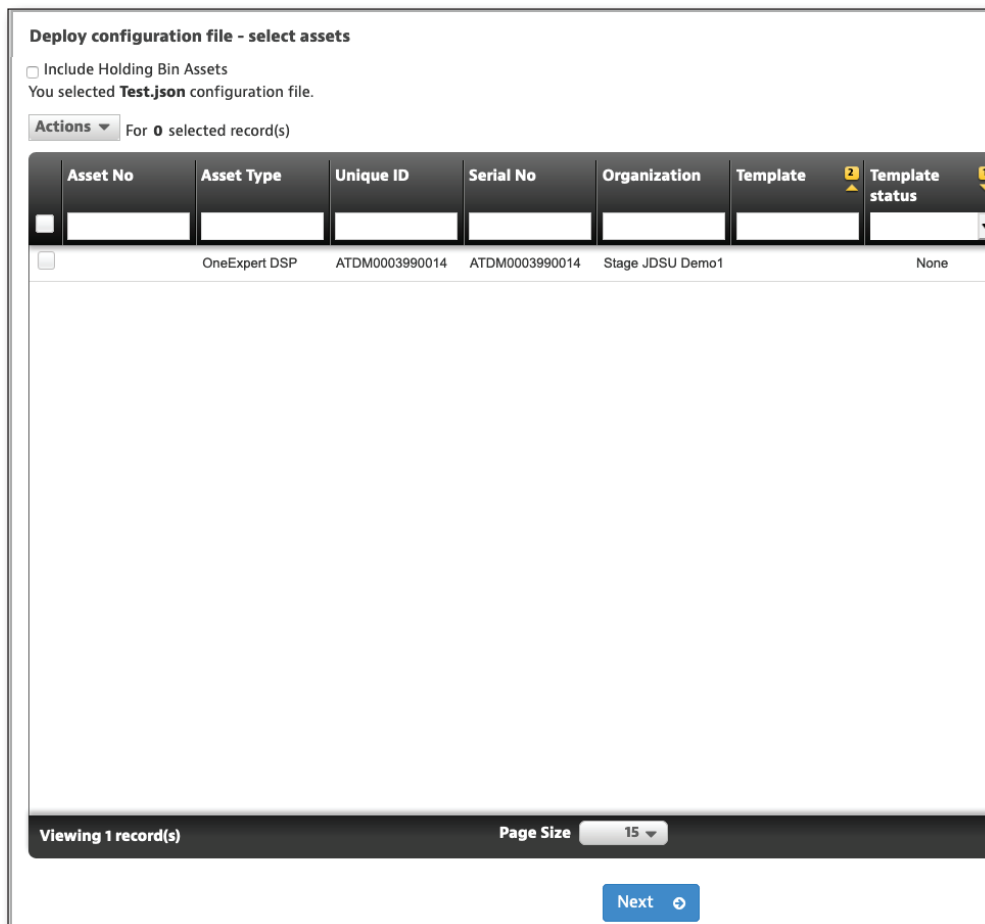 Deploy configuration file - select assets
Include Holding Bin Assets
You selected Test.json configuration file.
Actions For 0 selected record(s)
Asset No Asset Type Unique ID Serial No Organization Template 2 Template status 1
OneExpert DSP ATDM0003990014 ATDM0003990014 Stage JDSU Demo1 None
Viewing 1 record(s) Page Size 15
Next